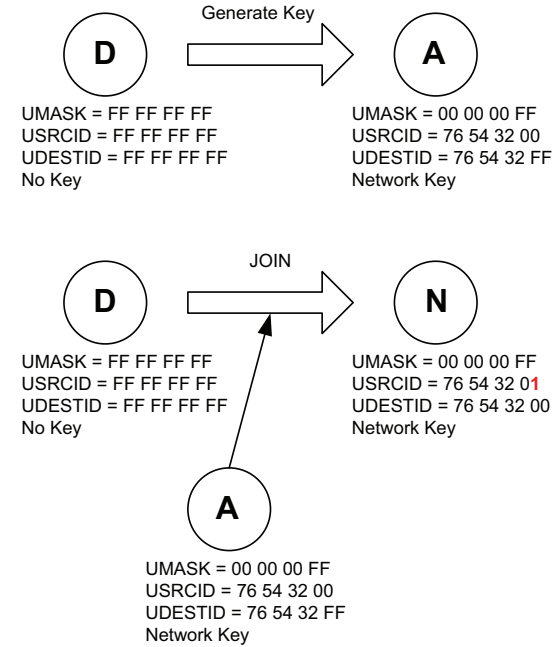 Generate Key
D
A
UMASK = FF FF FF FF
USRCID = FF FF FF FF
UDESTID = FF FF FF FF
No Key
UMASK = 00 00 00 FF
USRCID = 76 54 32 00
UDESTID = 76 54 32 FF
Network Key
JOIN
D
N
UMASK = FF FF FF FF
USRCID = FF FF FF FF
UDESTID = FF FF FF FF
No Key
UMASK = 00 00 00 FF
USRCID = 76 54 32 01
UDESTID = 76 54 32 00
Network Key
A
UMASK = 00 00 00 FF
USRCID = 76 54 32 00
UDESTID = 76 54 32 FF
Network Key